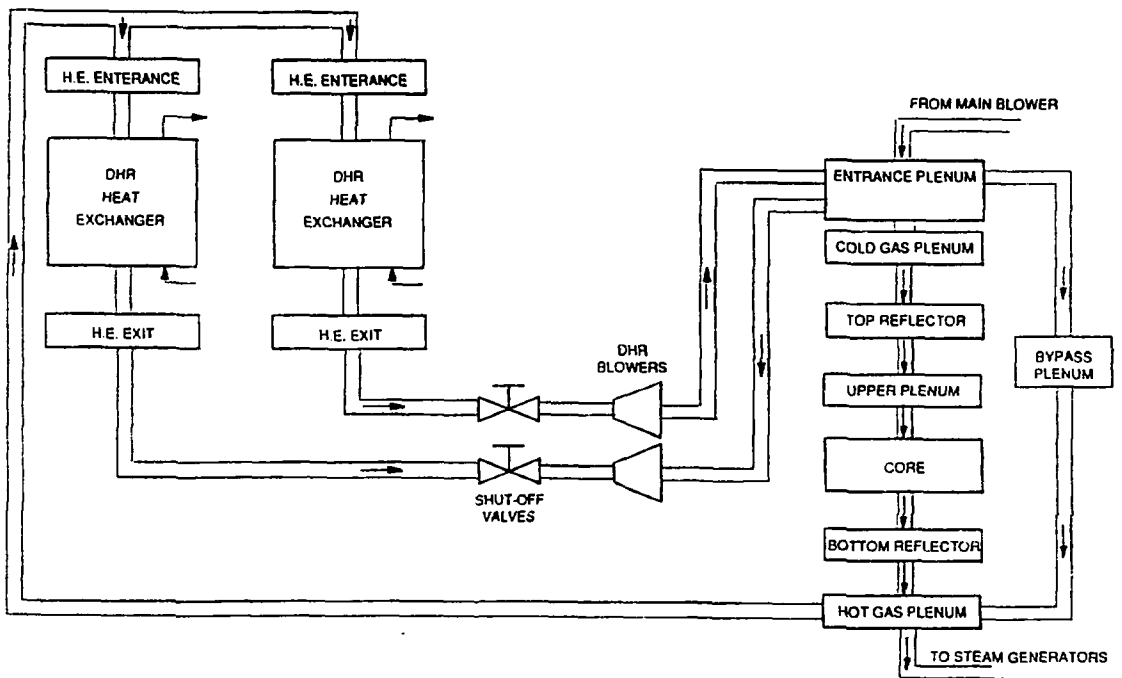 H.E. ENTERANCE
H.E. ENTERANCE
DHR
HEAT
EXCHANGER
DHR
HEAT
EXCHANGER
H.E. EXIT
H.E. EXIT
DHR
BLOWERS
SHUT-OFF
VALVES
FROM MAIN BLOWER
ENTRANCE PLENUM
COLD GAS PLENUM
TOP REFLECTOR
UPPER PLENUM
CORE
BOTTOM REFLECTOR
HOT GAS PLENUM
BYPASS
PLENUM
TO STEAM GENERATORS